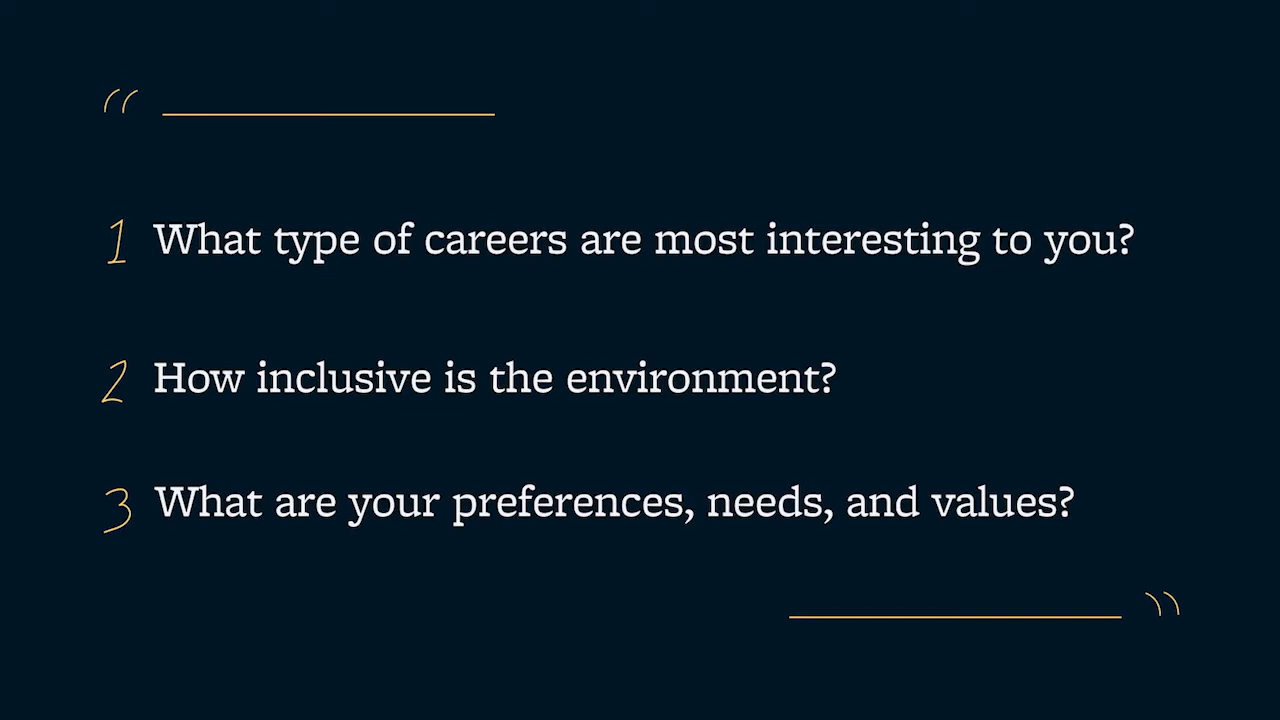 1 What type of careers are most interesting to you?
2 How inclusive is the environment?
3 What are your preferences, needs, and values?